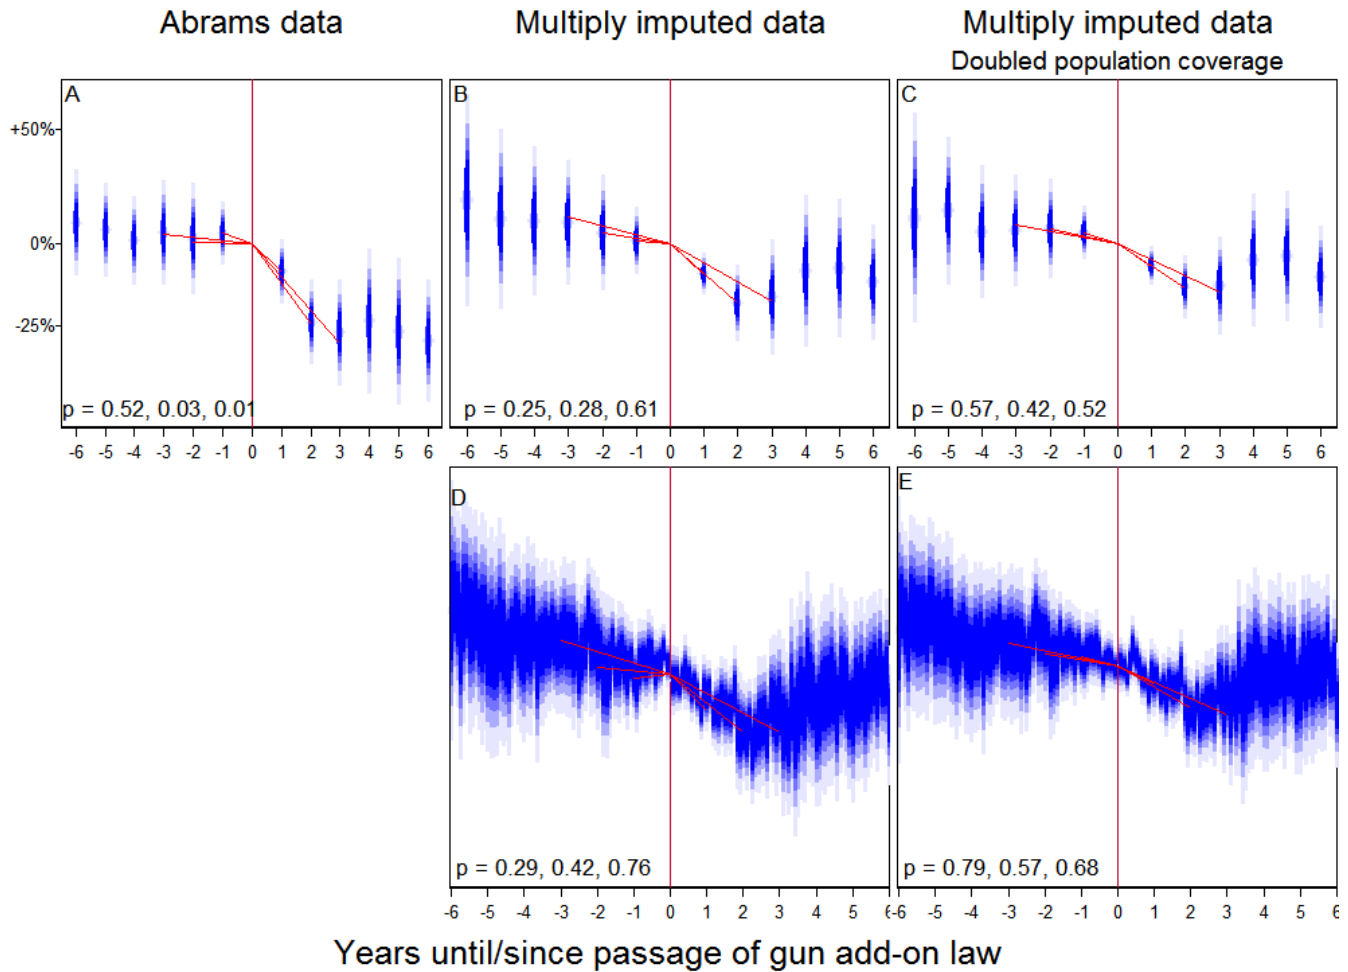 Abrams data
Multiply imputed data
Multiply imputed data
Doubled population coverage
A
B
C
+50%
0%
-25%
p = 0.52, 0.03, 0.01
p = 0.25, 0.28, 0.61
p = 0.57, 0.42, 0.52
-6 -5 -4 -3 -2 -1 0 1 2 3 4 5 6
-6 -5 -4 -3 -2 -1 0 1 2 3 4 5 6
-6 -5 -4 -3 -2 -1 0 1 2 3 4 5 6
D
E
p = 0.29, 0.42, 0.76
p = 0.79, 0.57, 0.68
-6 -5 -4 -3 -2 -1 0 1 2 3 4 5 6
-6 -5 -4 -3 -2 -1 0 1 2 3 4 5 6
Years until/since passage of gun add-on law